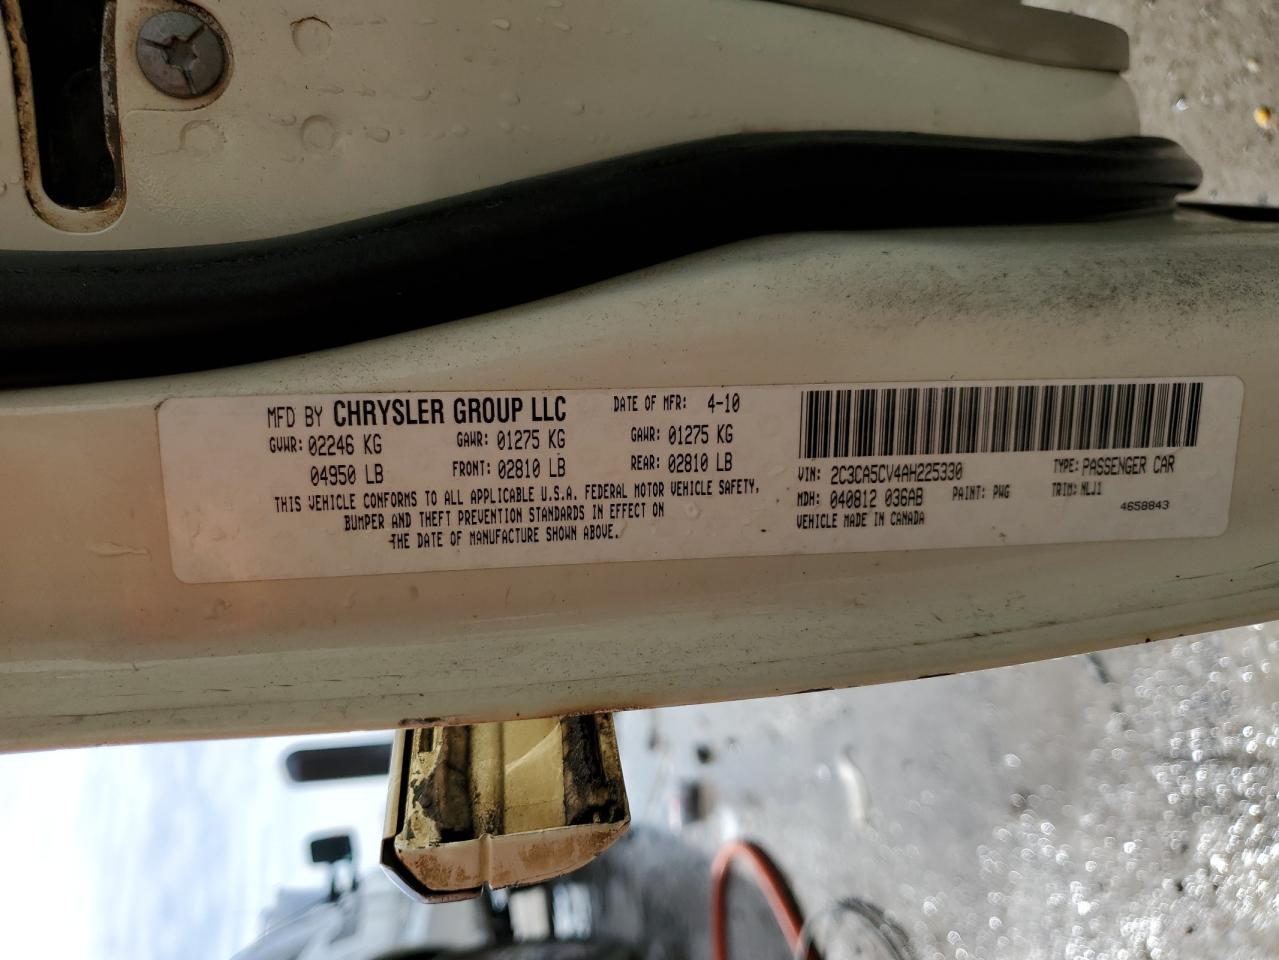 MFD BY CHRYSLER GROUP LLC DATE OF MFR: 4-10
GVWR: 02246 KG GAWR: 01275 KG GAWR: 01275 KG
04950 LB FRONT: 02810 LB REAR: 02810 LB
THIS VEHICLE CONFORMS TO ALL APPLICABLE U.S.A. FEDERAL MOTOR VEHICLE SAFETY,
BUMPER AND THEFT PREVENTION STANDARDS IN EFFECT ON
THE DATE OF MANUFACTURE SHOWN ABOVE.
VIN: 2C3CA5CV4AH225330 TYPE: PASSENGER CAR
MDH: 040812 036AB PAINT: PWG TRIM: NLJ1
VEHICLE MADE IN CANADA 4658843